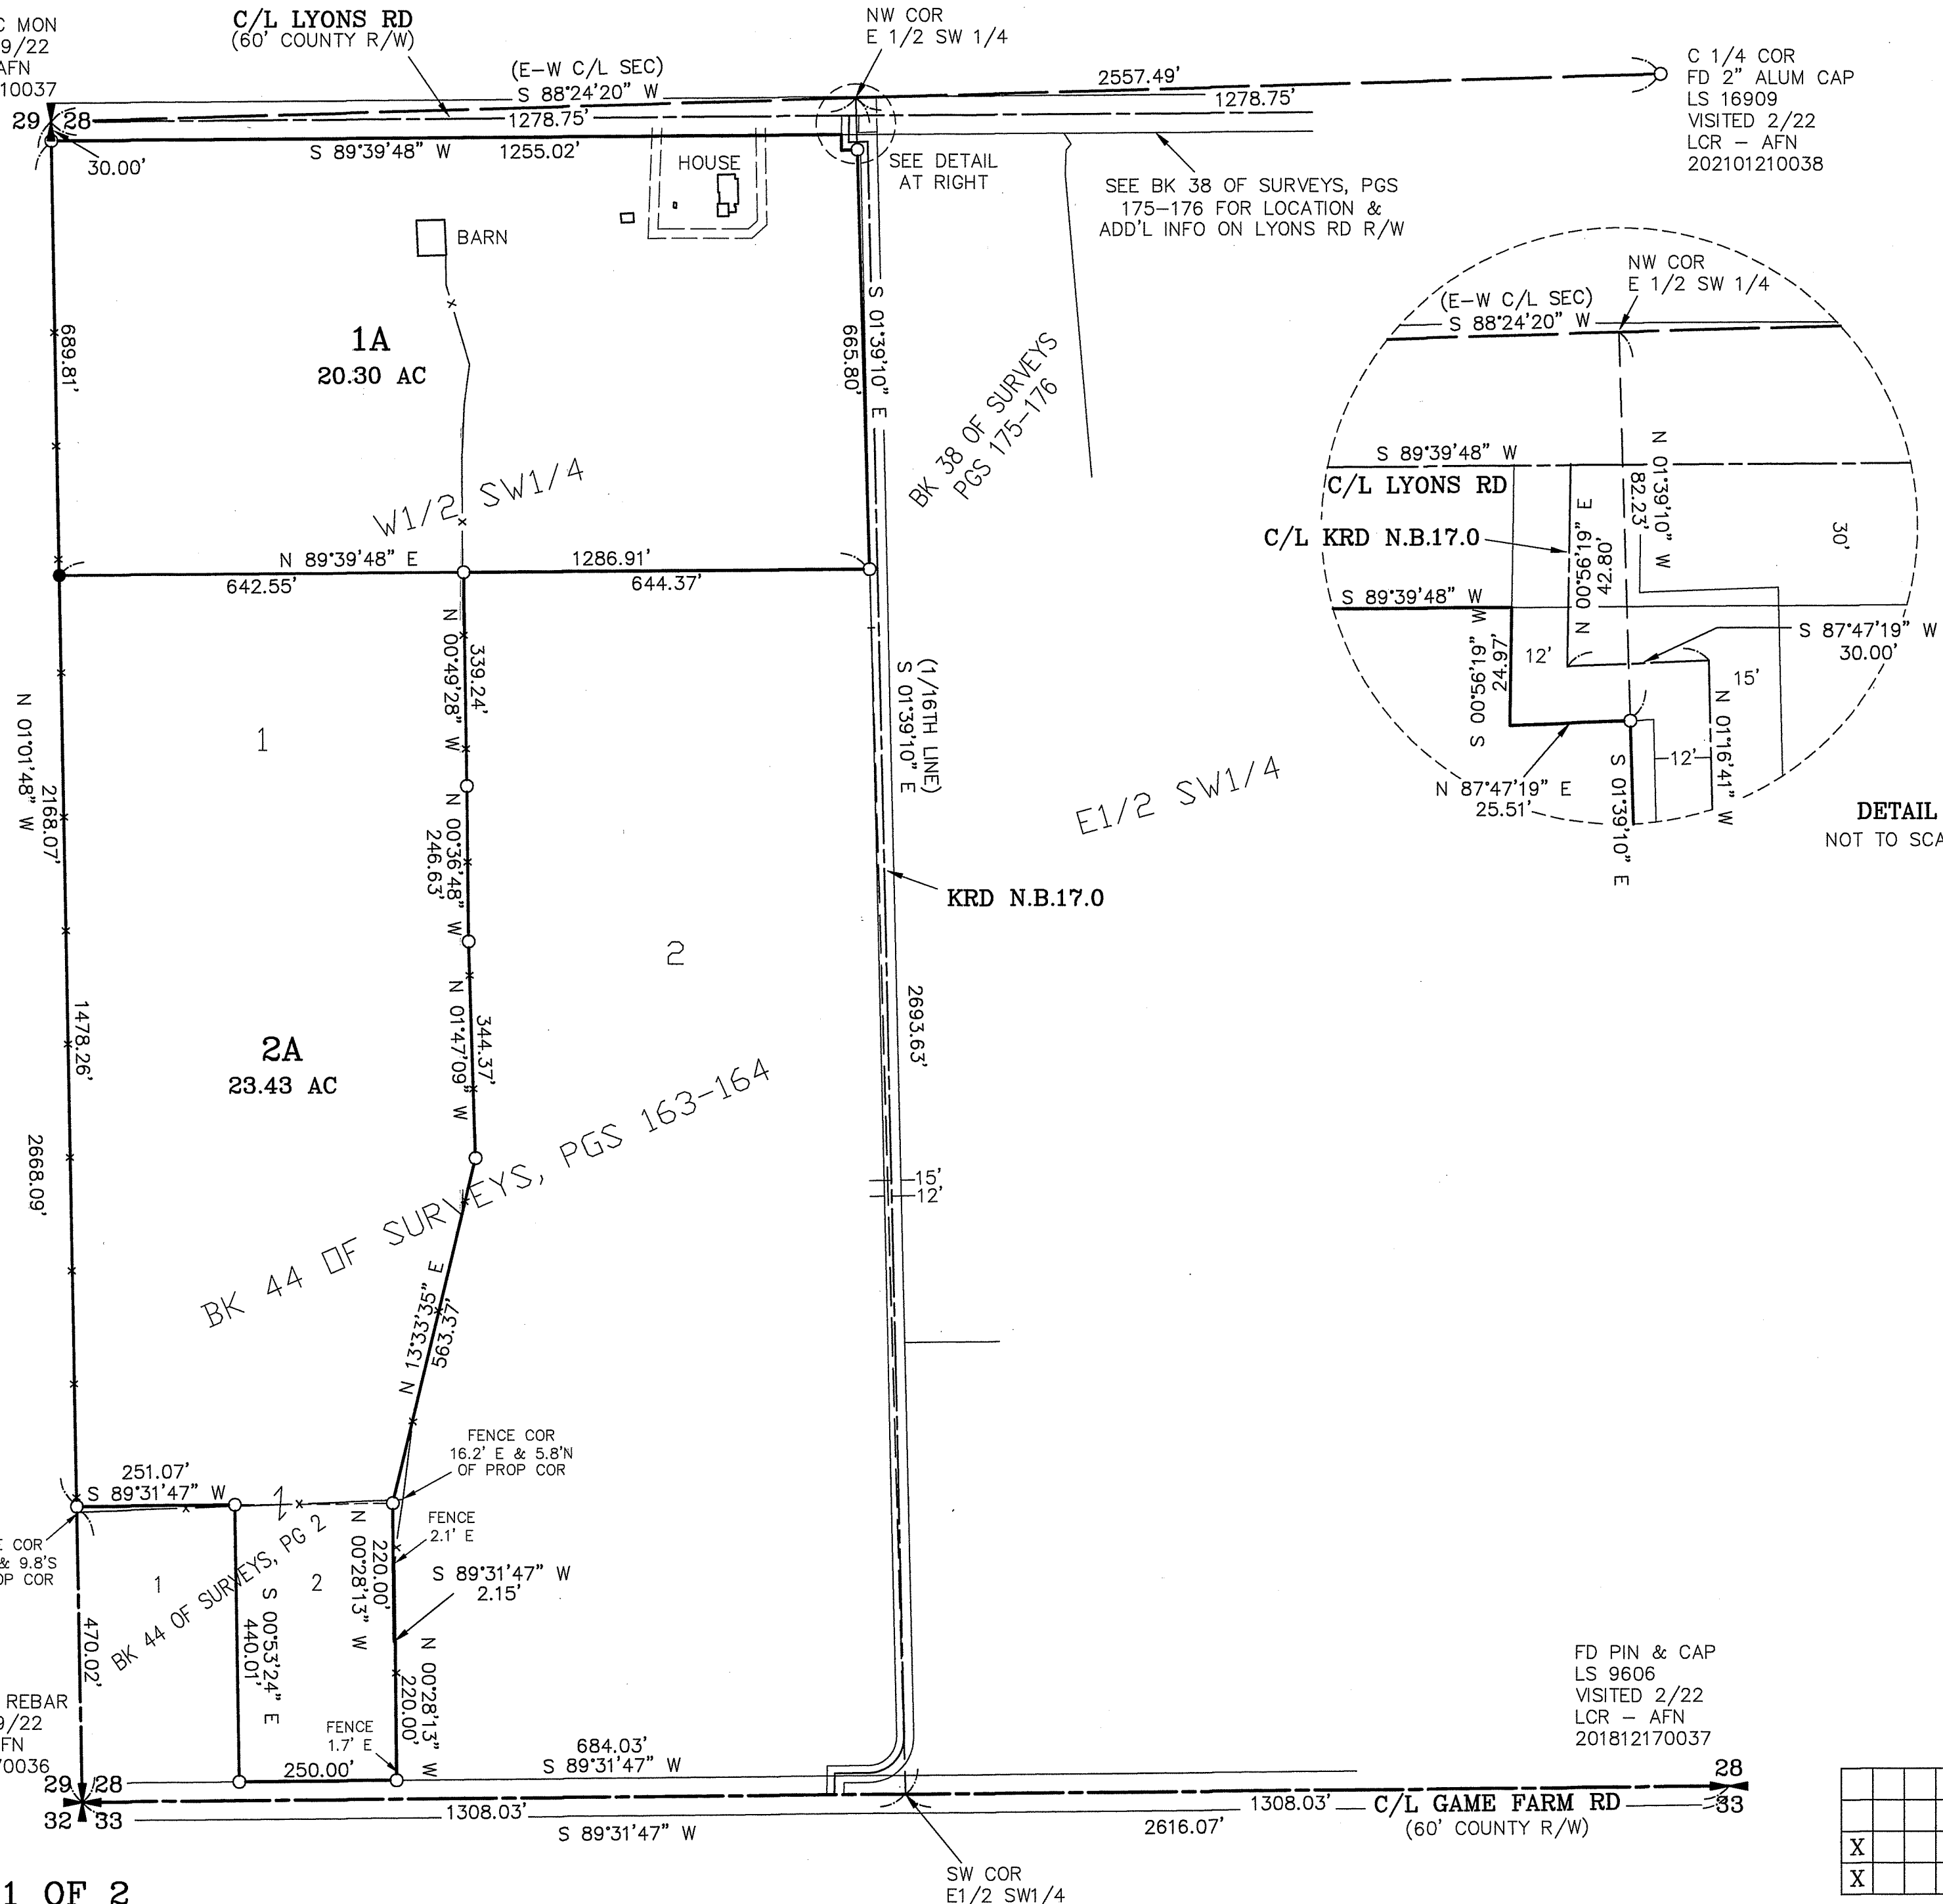 C MON
9/22
AFN
10037
C/L LYONS RD
(60' COUNTY R/W)
NW COR
E 1/2 SW 1/4
(E-W C/L SEC)
S 88°24'20" W
1278.75'
2557.49'
1278.75'
C 1/4 COR
FD 2" ALUM CAP
LS 16909
VISITED 2/22
LCR - AFN
202101210038
29 28
30.00'
S 89°39'48" W 1255.02'
HOUSE
SEE DETAIL
AT RIGHT
SEE BK 38 OF SURVEYS, PGS
175-176 FOR LOCATION &
ADD'L INFO ON LYONS RD R/W
BARN
689.81'
1A
20.30 AC
665.80'
S 01°39'10" E
BK 38 OF SURVEYS
PGS 175-176
W1/2 SW1/4
N 89°39'48" E 1286.91'
642.55'
644.37'
NW COR
E 1/2 SW 1/4
(E-W C/L SEC)
S 88°24'20" W
S 89°39'48" W
C/L LYONS RD
C/L KRD N.B.17.0
N 00°56'19" E
42.80'
N 01°39'10" W
82.23'
30'
S 89°39'48" W
S 00°56'19" W
24.97'
12'
S 87°47'19" W
30.00'
15'
12'
N 01°16'41" W
N 87°47'19" E
25.51'
S 01°39'10" E
DETAIL
NOT TO SCA
N 00°49'28" W
339.24'
(1/16TH LINE)
S 01°39'10" E
N 01°01'48" W
2168.07'
1
N 00°36'48" W
246.63'
E1/2 SW1/4
KRD N.B.17.0
2
N 01°47'09" W
344.37'
2693.63'
1478.26'
2A
23.43 AC
2668.09'
BK 44 OF SURVEYS, PGS 163-164
15'
12'
N 13°33'35" E
563.37'
FENCE COR
16.2' E & 5.8'N
OF PROP COR
251.07'
S 89°31'47" W
E COR
& 9.8'S
OP COR
BK 44 OF SURVEYS, PG 2
1
2
N 00°28'13" W
220.00'
FENCE
2.1' E
S 89°31'47" W
2.15'
470.02'
S 00°53'24" E
440.01'
N 00°28'13" W
220.00'
REBAR
9/22
FN
70036
FENCE
1.7' E
250.00'
684.03'
S 89°31'47" W
FD PIN & CAP
LS 9606
VISITED 2/22
LCR - AFN
201812170037
29 28
32 33
1308.03'
S 89°31'47" W
1308.03'
C/L GAME FARM RD
(60' COUNTY R/W)
2616.07'
28
33
SW COR
E1/2 SW1/4
X
X
1 OF 2